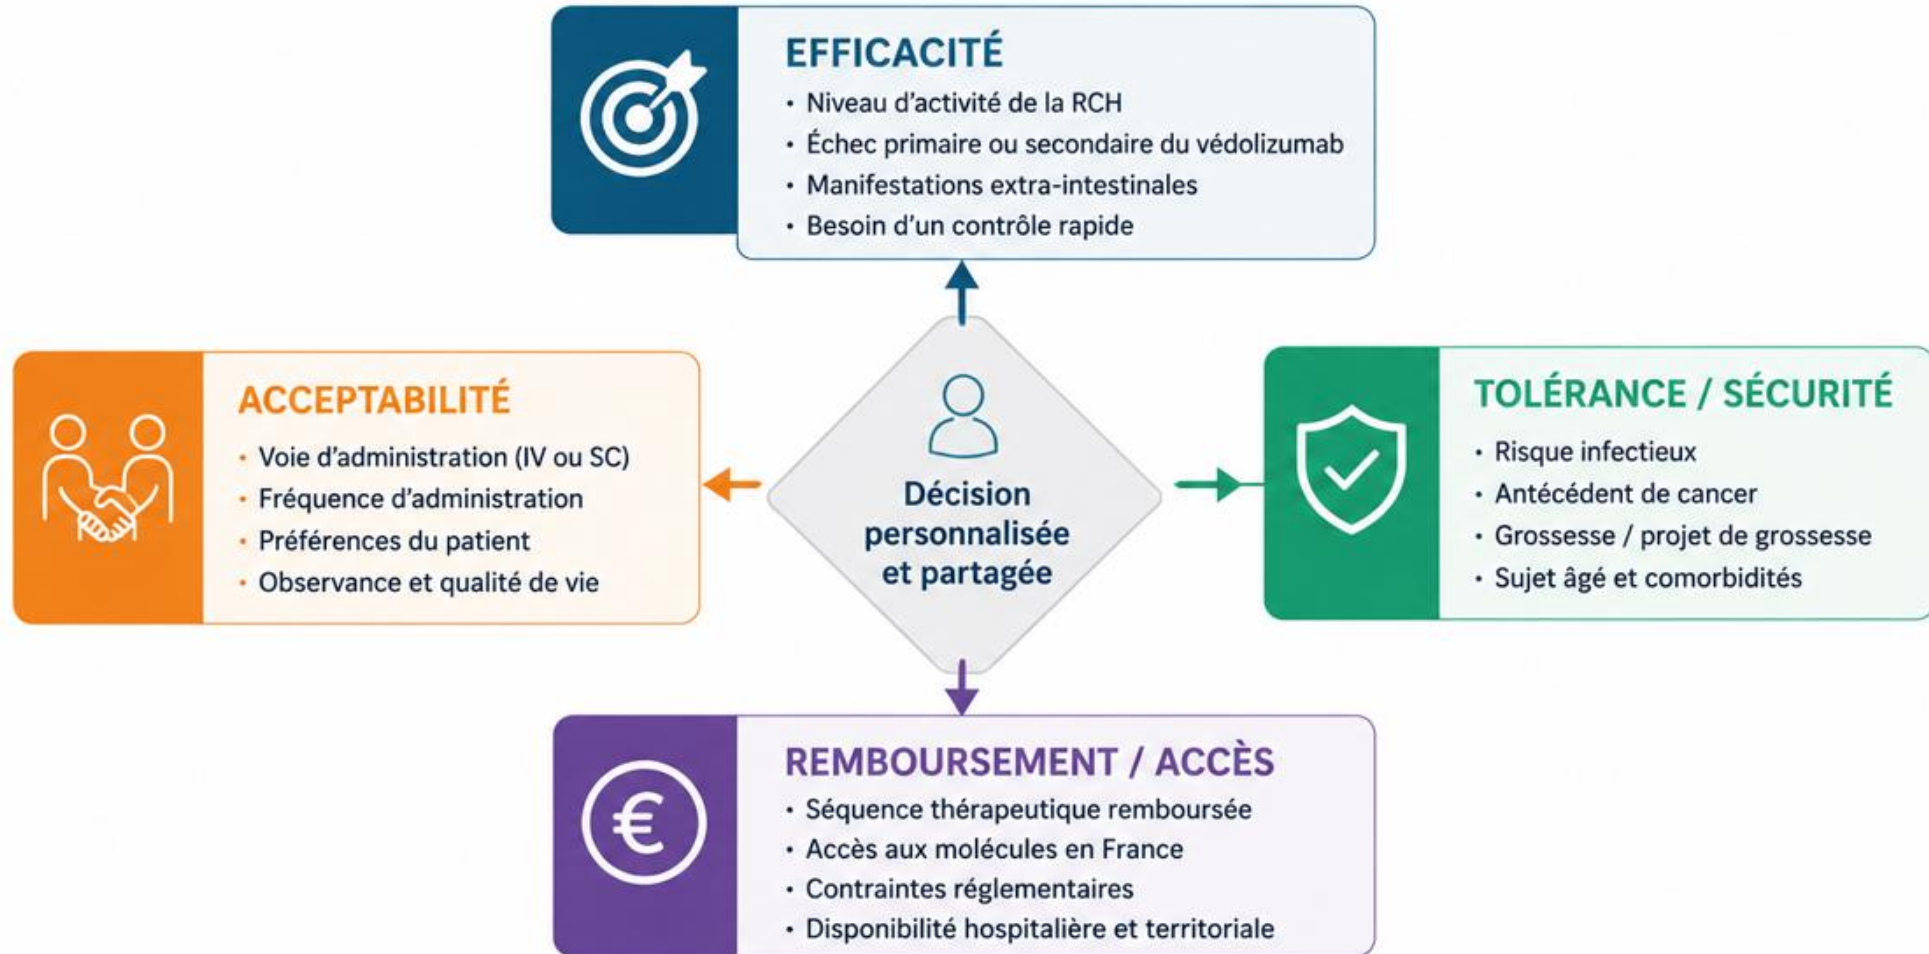 EFFICACITÉ
• Niveau d'activité de la RCH
• Échec primaire ou secondaire du védolizumab
• Manifestations extra-intestinales
• Besoin d'un contrôle rapide
ACCEPTABILITÉ
• Voie d'administration (IV ou SC)
• Fréquence d'administration
• Préférences du patient
• Observance et qualité de vie
Décision
personnalisée
et partagée
TOLÉRANCE / SÉCURITÉ
• Risque infectieux
• Antécédent de cancer
• Grossesse / projet de grossesse
• Sujet âgé et comorbidités
€
REMBOURSEMENT / ACCÈS
• Séquence thérapeutique remboursée
• Accès aux molécules en France
• Contraintes réglementaires
• Disponibilité hospitalière et territoriale